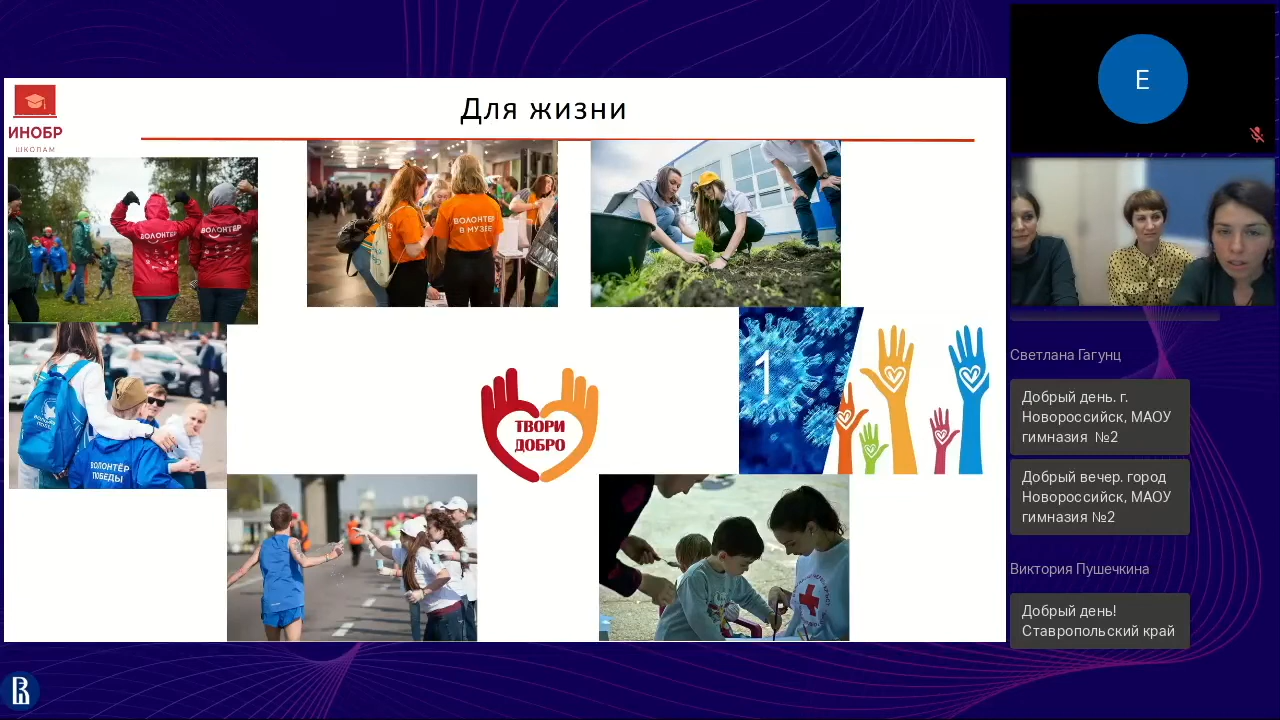 Для жизни
ИНОБР
ШКОЛАМ
ВОЛОНТЁР
ВОЛОНТЁР
ВОЛОНТЁР
В МУЗЕЕ
1
ТВОРИ
ДОБРО
ВОЛОНТЁР
ПОБЕДЫ
E
Светлана Гагунц
Добрый день. г.
Новороссийск, МАОУ
гимназия №2
Добрый вечер. город
Новороссийск, МАОУ
гимназия №2
Виктория Пушечкина
Добрый день!
Ставропольский край